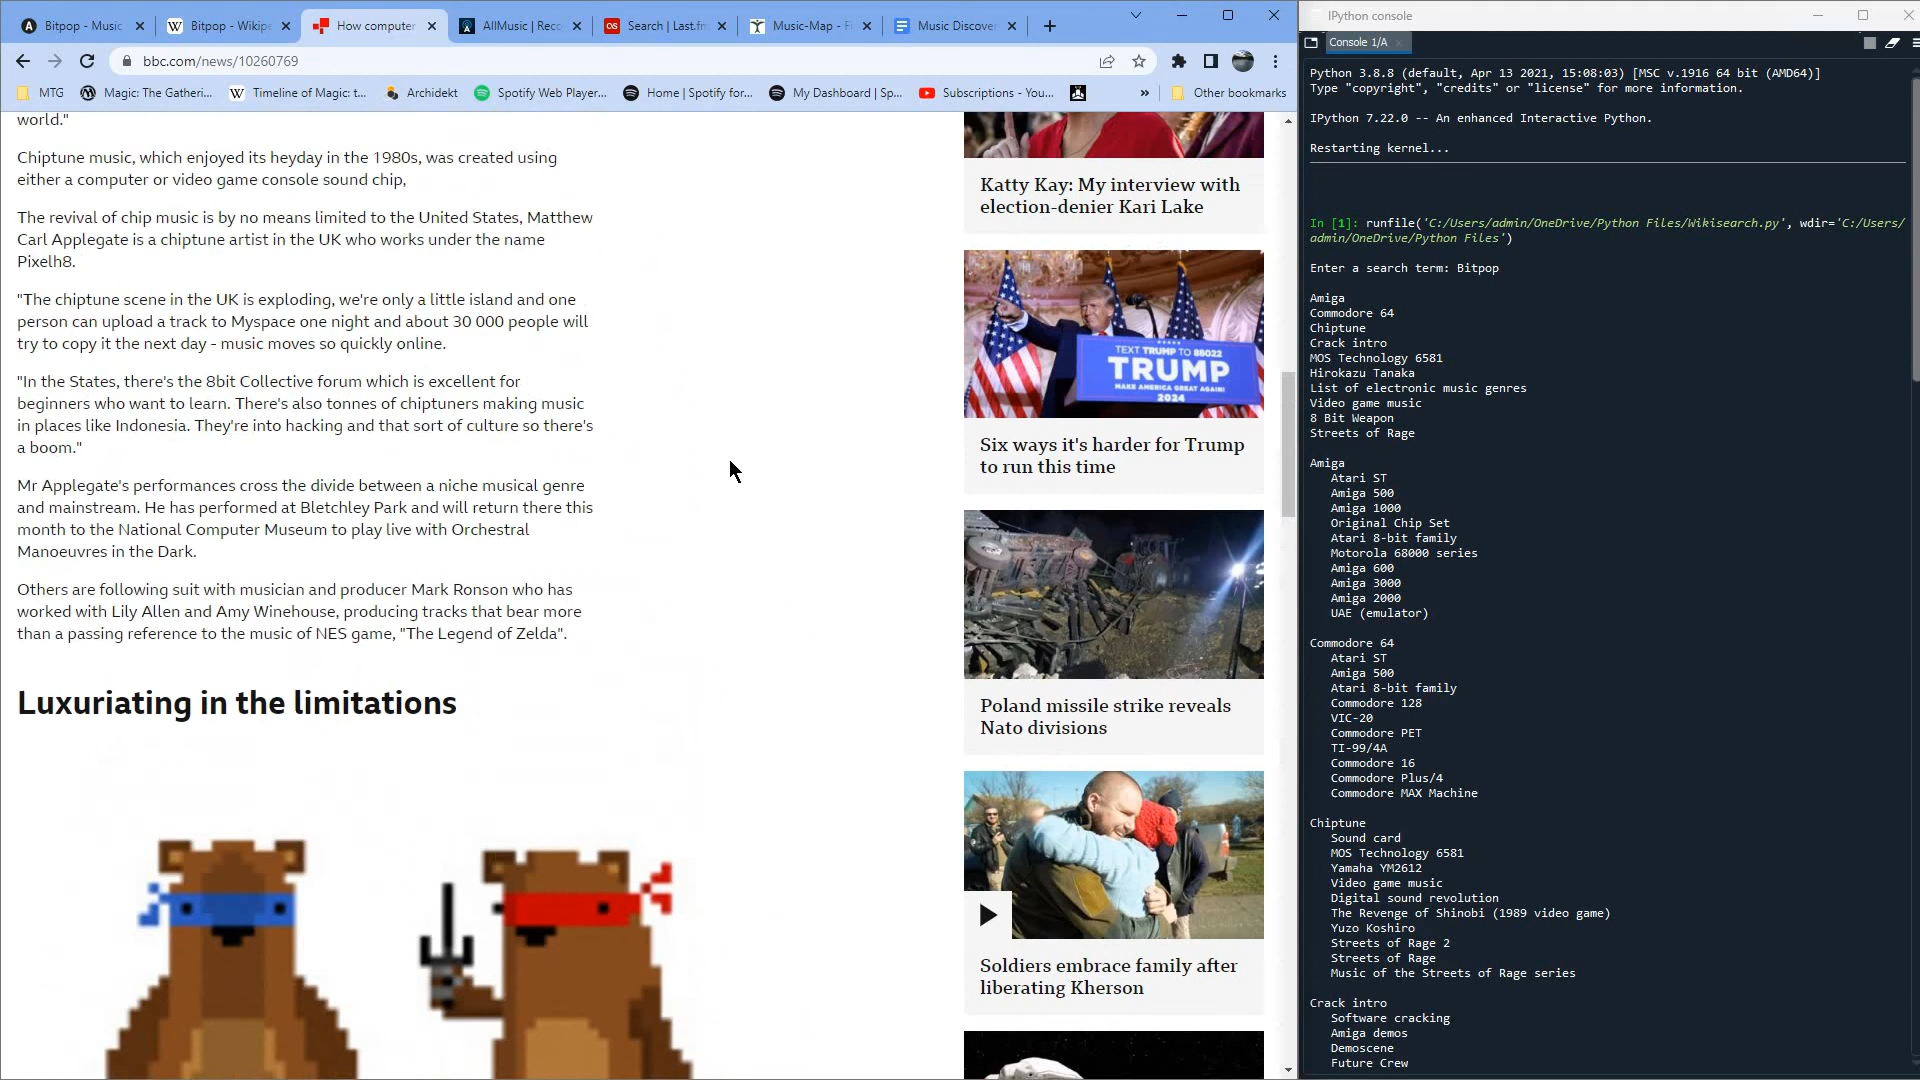 Bitpop - Music
Bitpop - Wikipe
How computer
AllMusic | Reco
Search | Last.fm
Music-Map - Fi
Music Discove
bbc.com/news/10260769
MTG
Magic: The Gatheri...
Timeline of Magic: t...
Archidekt
Spotify Web Player...
Home | Spotify for...
My Dashboard | Sp...
Subscriptions - You...
»
Other bookmarks
world."
Chiptune music, which enjoyed its heyday in the 1980s, was created using
either a computer or video game console sound chip,
The revival of chip music is by no means limited to the United States, Matthew
Carl Applegate is a chiptune artist in the UK who works under the name
Pixelh8.
"The chiptune scene in the UK is exploding, we're only a little island and one
person can upload a track to Myspace one night and about 30 000 people will
try to copy it the next day - music moves so quickly online.
"In the States, there's the 8bit Collective forum which is excellent for
beginners who want to learn. There's also tonnes of chiptuners making music
in places like Indonesia. They're into hacking and that sort of culture so there's
a boom."
Mr Applegate's performances cross the divide between a niche musical genre
and mainstream. He has performed at Bletchley Park and will return there this
month to the National Computer Museum to play live with Orchestral
Manoeuvres in the Dark.
Others are following suit with musician and producer Mark Ronson who has
worked with Lily Allen and Amy Winehouse, producing tracks that bear more
than a passing reference to the music of NES game, "The Legend of Zelda".
Luxuriating in the limitations
Katty Kay: My interview with
election-denier Kari Lake
TEXT TRUMP TO 88022
TRUMP
MAKE AMERICA GREAT AGAIN!
2024
Six ways it's harder for Trump
to run this time
Poland missile strike reveals
Nato divisions
Soldiers embrace family after
liberating Kherson
IPython console
Console 1/A
Python 3.8.8 (default, Apr 13 2021, 15:08:03) [MSC v.1916 64 bit (AMD64)]
Type "copyright", "credits" or "license" for more information.
IPython 7.22.0 -- An enhanced Interactive Python.
Restarting kernel...
In [1]: runfile('C:/Users/admin/OneDrive/Python Files/Wikisearch.py', wdir='C:/Users/
admin/OneDrive/Python Files')
Enter a search term: Bitpop
Amiga
Commodore 64
Chiptune
Crack intro
MOS Technology 6581
Hirokazu Tanaka
List of electronic music genres
Video game music
8 Bit Weapon
Streets of Rage
Amiga
Atari ST
Amiga 500
Amiga 1000
Original Chip Set
Atari 8-bit family
Motorola 68000 series
Amiga 600
Amiga 3000
Amiga 2000
UAE (emulator)
Commodore 64
Atari ST
Amiga 500
Atari 8-bit family
Commodore 128
VIC-20
Commodore PET
TI-99/4A
Commodore 16
Commodore Plus/4
Commodore MAX Machine
Chiptune
Sound card
MOS Technology 6581
Yamaha YM2612
Video game music
Digital sound revolution
The Revenge of Shinobi (1989 video game)
Yuzo Koshiro
Streets of Rage 2
Streets of Rage
Music of the Streets of Rage series
Crack intro
Software cracking
Amiga demos
Demoscene
Future Crew